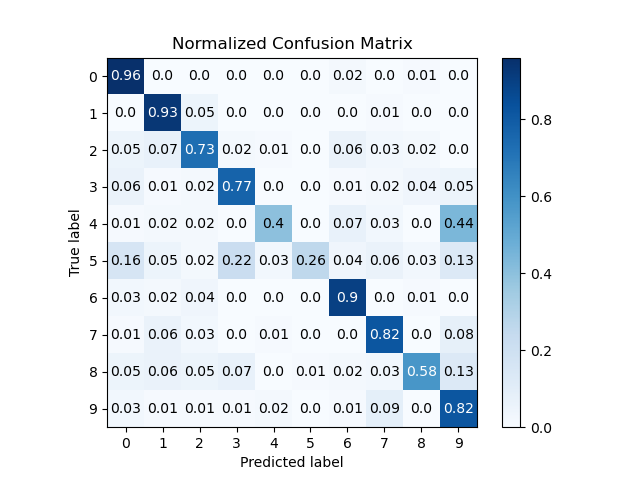 Normalized Confusion Matrix
0 0.96 0.0 0.0 0.0 0.0 0.0 0.02 0.0 0.01 0.0
1 0.0 0.93 0.05 0.0 0.0 0.0 0.0 0.01 0.0 0.0
2 0.05 0.07 0.73 0.02 0.01 0.0 0.06 0.03 0.02 0.0
3 0.06 0.01 0.02 0.77 0.0 0.0 0.01 0.02 0.04 0.05
4 0.01 0.02 0.02 0.0 0.4 0.0 0.07 0.03 0.0 0.44
5 0.16 0.05 0.02 0.22 0.03 0.26 0.04 0.06 0.03 0.13
6 0.03 0.02 0.04 0.0 0.0 0.0 0.9 0.0 0.01 0.0
7 0.01 0.06 0.03 0.0 0.01 0.0 0.0 0.82 0.0 0.08
8 0.05 0.06 0.05 0.07 0.0 0.01 0.02 0.03 0.58 0.13
9 0.03 0.01 0.01 0.01 0.02 0.0 0.01 0.09 0.0 0.82
0 1 2 3 4 5 6 7 8 9
Predicted label
True label
0.8
0.6
0.4
0.2
0.0